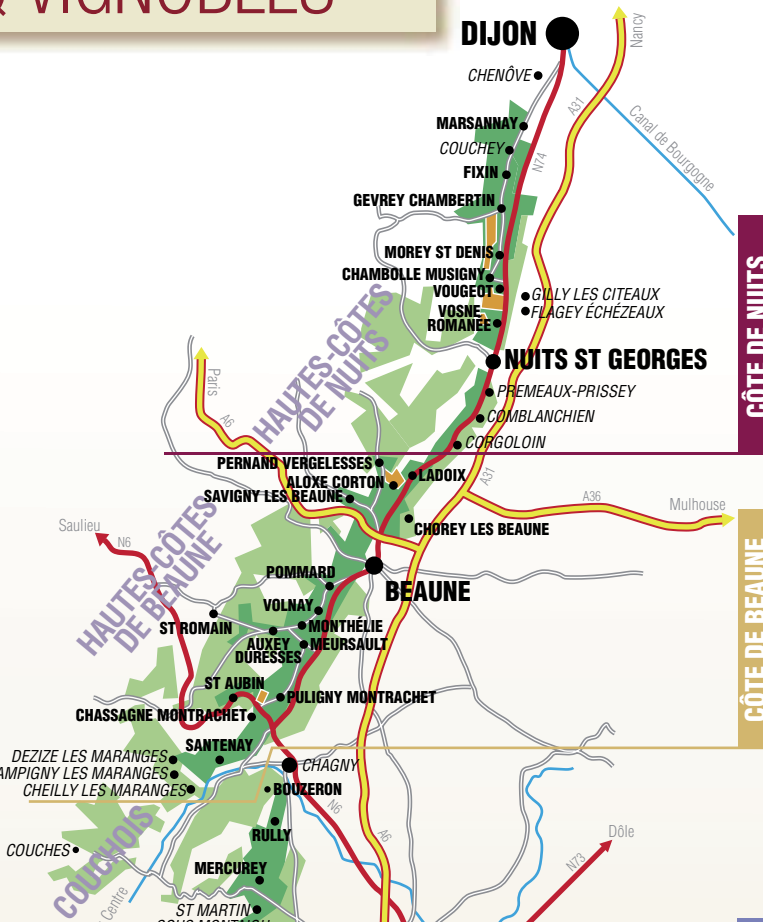 & VIGNOBLES
DIJON
Nancy
CHENÔVE
A31
Canal de Bourgogne
MARSANNAY
COUCHEY
N74
FIXIN
GEVREY CHAMBERTIN
MOREY ST DENIS
CHAMBOLLE MUSIGNY
VOUGEOT
GILLY LES CITEAUX
FLAGEY ÉCHÉZEAUX
VOSNE
ROMANÉE
CÔTE DE NUITS
HAUTES-CÔTES
DE NUITS
NUITS ST GEORGES
Paris
A6
PREMEAUX-PRISSEY
COMBLANCHIEN
CORGOLOIN
PERNAND VERGELESSES
LADOIX
ALOXE CORTON
SAVIGNY LES BEAUNE
A31
A36
Mulhouse
Saulieu
N6
CHOREY LES BEAUNE
HAUTES-CÔTES
DE BEAUNE
POMMARD
BEAUNE
CÔTE DE BEAUNE
VOLNAY
ST ROMAIN
MONTHÉLIE
AUXEY
DURESSES
MEURSAULT
ST AUBIN
PULIGNY MONTRACHET
CHASSAGNE MONTRACHET
SANTENAY
DEZIZE LES MARANGES
CHAGNY
AMPIGNY LES MARANGES
CHEILLY LES MARANGES
BOUZERON
N6
COUCHOIS
RULLY
A6
Dôle
COUCHES
N73
MERCUREY
Centre
ST MARTIN